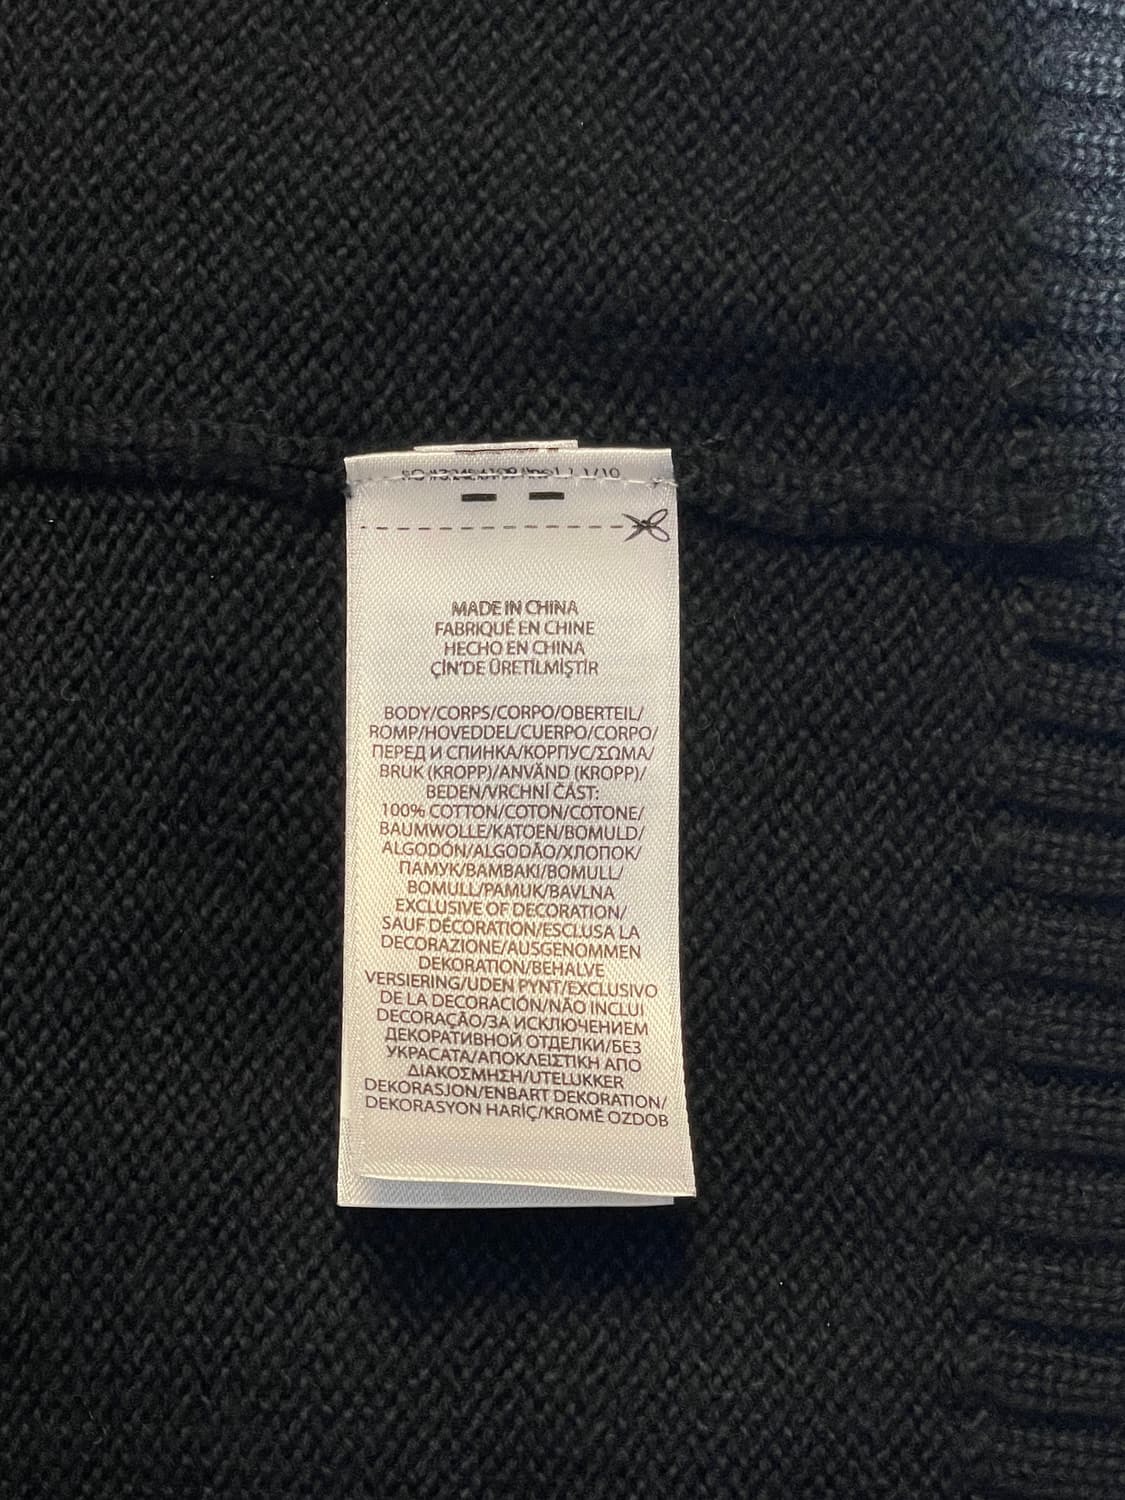 1/10
MADE IN CHINA
FABRIQUÉ EN CHINE
HECHO EN CHINA
ÇİN'DE ÜRETİLMİŞTİR
BODY/CORPS/CORPO/OBERTEIL/
ROMP/HOVEDDEL/CUERPO/CORPO/
ПЕРЕД И СПИНКА/КОРПУС/ΣΩΜΑ/
BRUK (KROPP)/ANVÄND (KROPP)/
BEDEN/VRCHNÍ ČÁST:
100% COTTON/COTON/COTONE/
BAUMWOLLE/KATOEN/BOMULD/
ALGODÓN/ALGODÃO/ХЛОПОК/
ПАМУК/ΒΑΜΒΑΚΙ/BOMULL/
BOMULL/PAMUK/BAVLNA
EXCLUSIVE OF DECORATION/
SAUF DÉCORATION/ESCLUSA LA
DECORAZIONE/AUSGENOMMEN
DEKORATION/BEHALVE
VERSIERING/UDEN PYNT/EXCLUSIVO
DE LA DECORACIÓN/NÃO INCLUI
DECORAÇÃO/ЗА ИСКЛЮЧЕНИЕМ
ДЕКОРАТИВНОЙ ОТДЕЛКИ/БЕЗ
УКРАСАТА/ΑΠΟΚΛΕΙΣΤΙΚΗ ΑΠΟ
ΔΙΑΚΟΣΜΗΣΗ/UTELUKKER
DEKORASJON/ENBART DEKORATION/
DEKORASYON HARİÇ/KROMĚ OZDOB